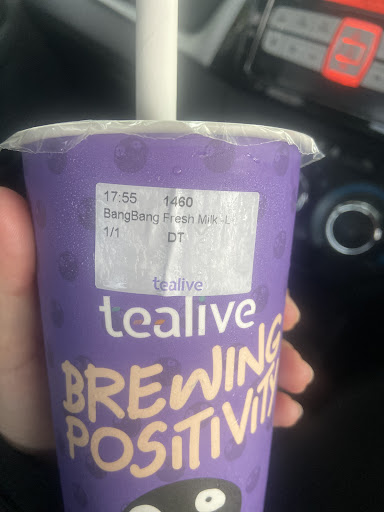 17:55 1460
BangBang Fresh Milk -L
1/1 DT
tealive
tealive
BREWING
POSITIVITY